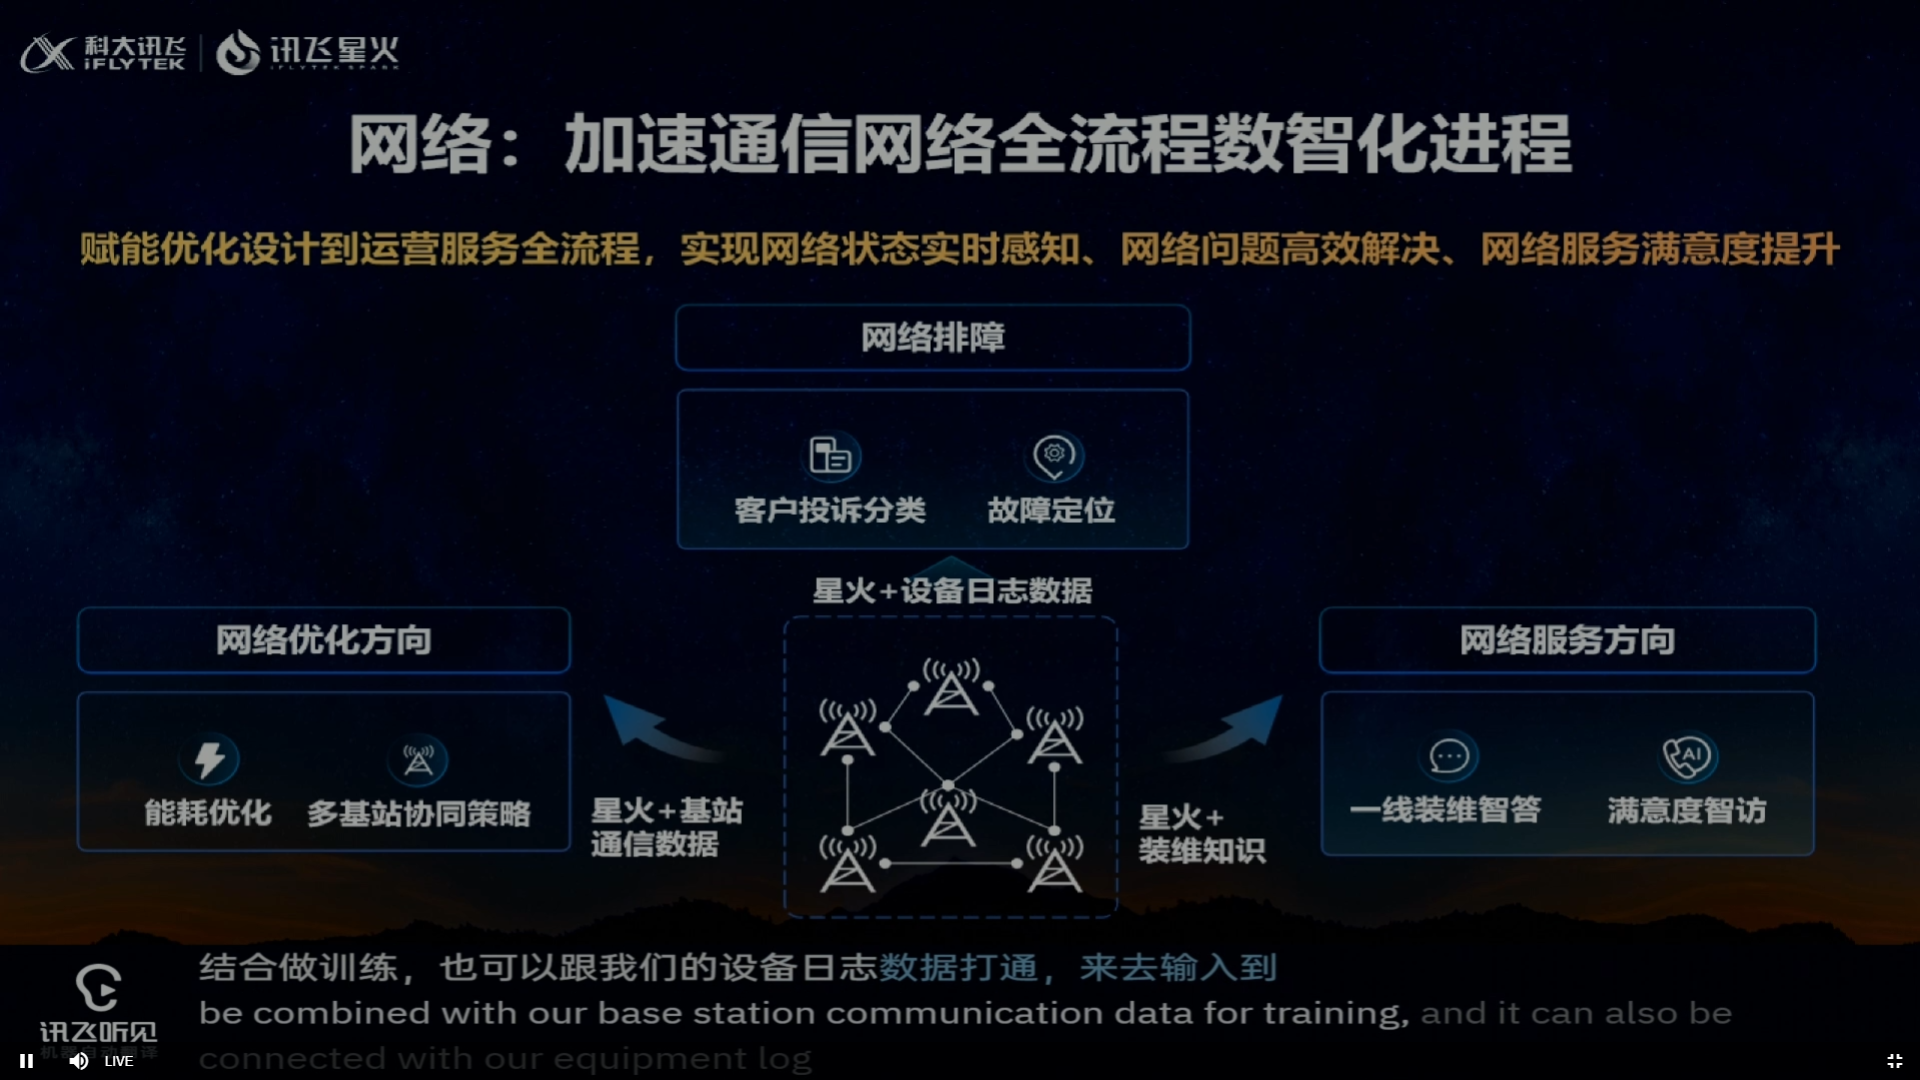 科大讯飞
iFLYTEK
讯飞星火
IFLYTEK SPARK
网络：加速通信网络全流程数智化进程
赋能优化设计到运营服务全流程，实现网络状态实时感知、网络问题高效解决、网络服务满意度提升
网络排障
客户投诉分类 故障定位
星火+设备日志数据
网络优化方向
能耗优化 多基站协同策略
星火+基站
通信数据
网络服务方向
一线装维智答 满意度智访
星火+
装维知识
AI
结合做训练，也可以跟我们的设备日志数据打通，来去输入到
be combined with our base station communication data for training, and it can also be
connected with our equipment log
讯飞听见
机器自动翻译
LIVE